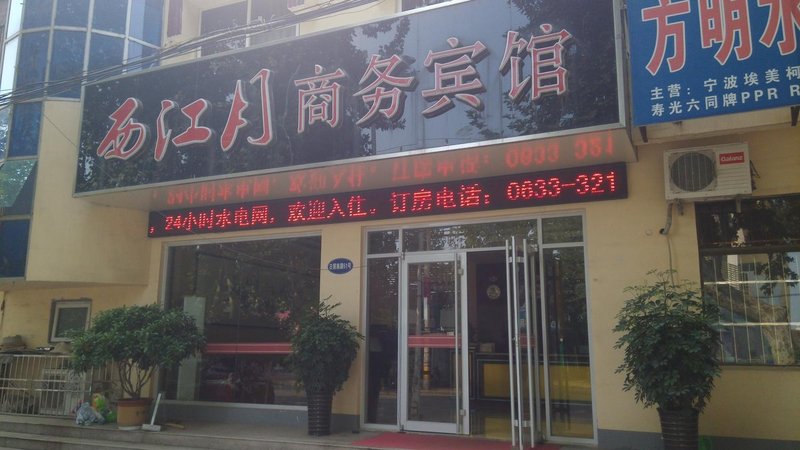 西江月商务宾馆
24小时水电网，欢迎入住。订房电话：0633-321
方明水
主营：宁波埃美柯
寿光六同牌PPR
Galanz